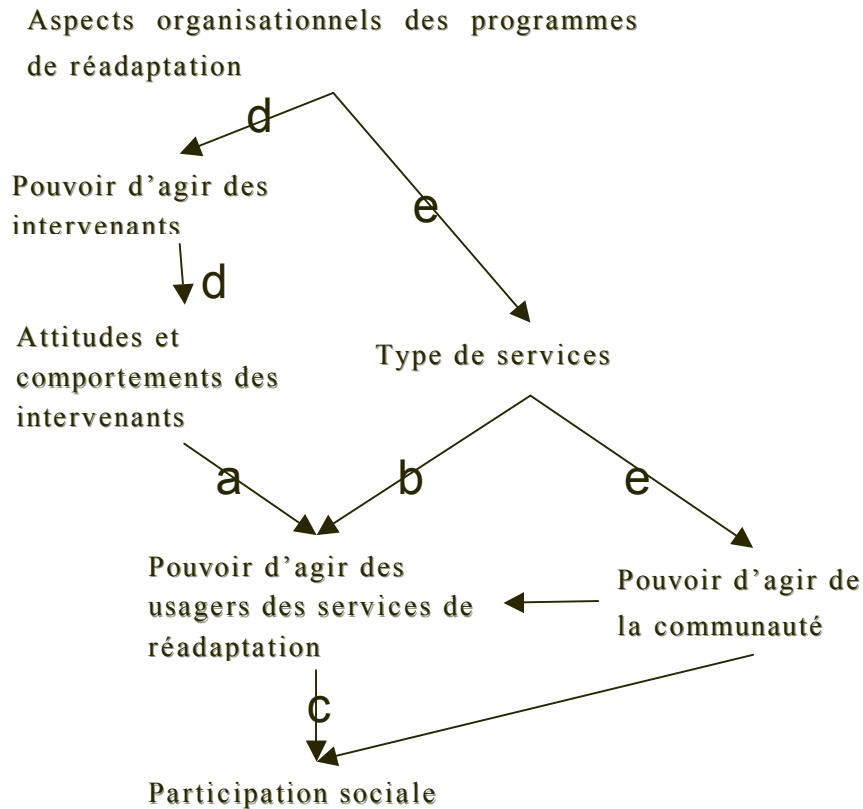 Aspects organisationnels des programmes
de réadaptation
d
Pouvoir d’agir des
intervenants
e
d
Attitudes et
comportements des
intervenants
Type de services
a
b
e
Pouvoir d’agir des
usagers des services de
réadaptation
Pouvoir d’agir de
la communauté
c
Participation sociale